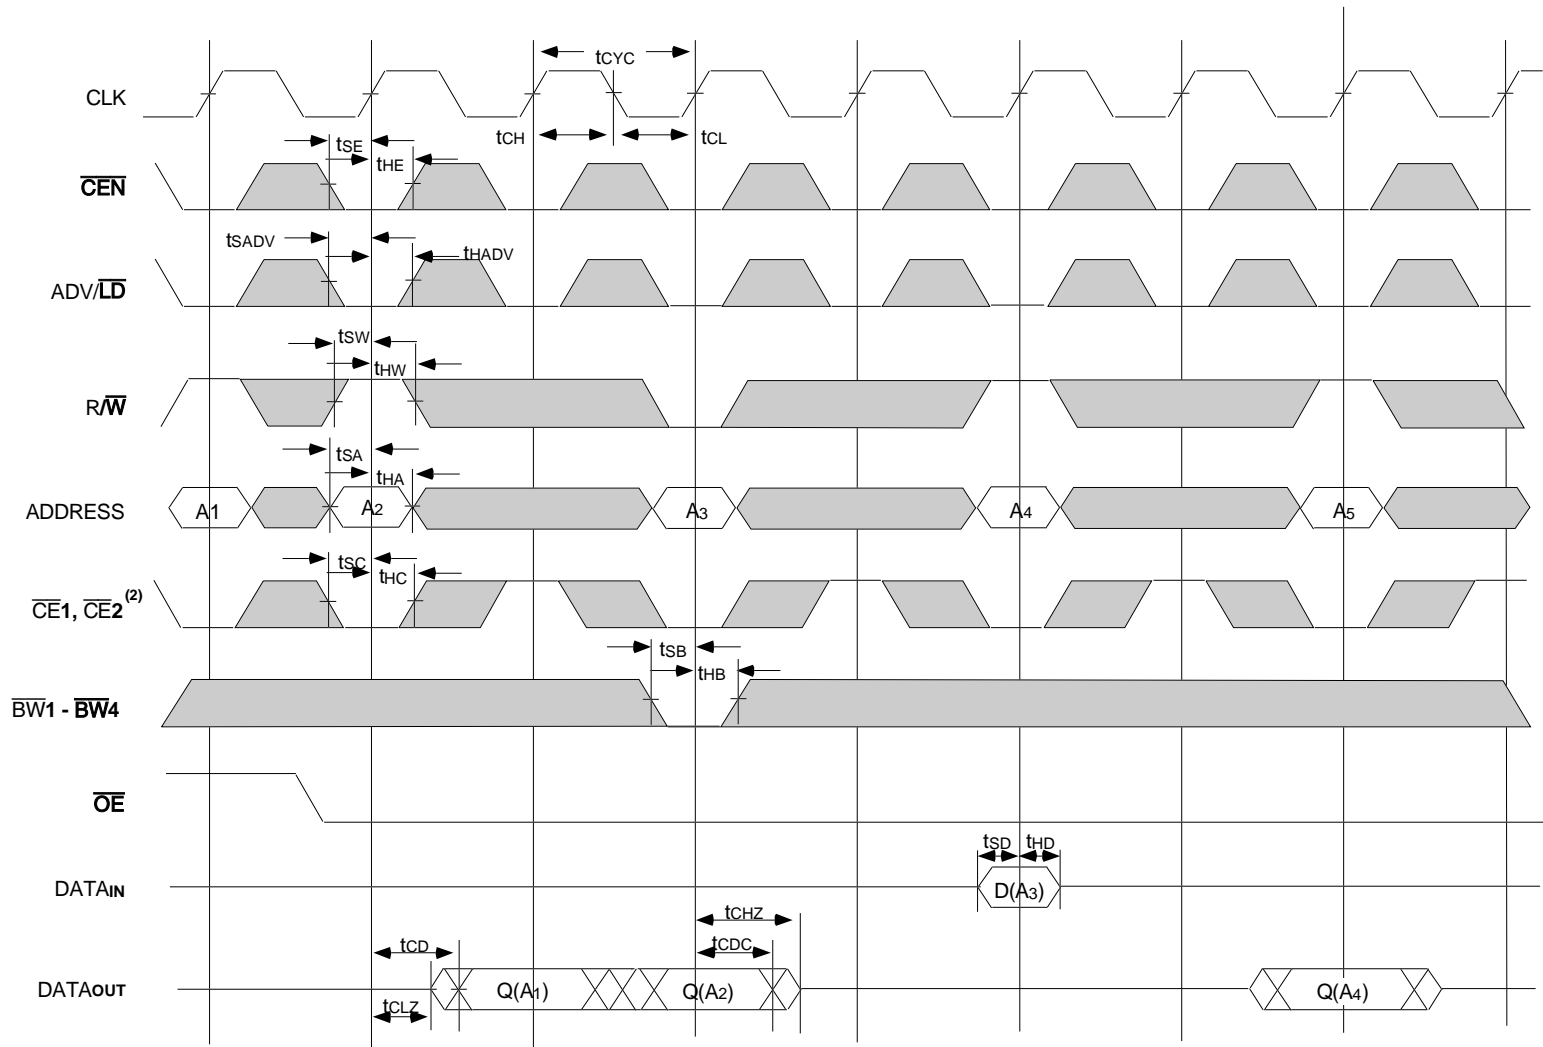 tCYC
CLK
tCH
tCL
tSE
tHE
CEN
tSADV
tHADV
ADV/LD
tSW
tHW
R/W
tSA
tHA
ADDRESS A1 A2 A3 A4 A5
tSC
tHC
CE1, CE2 (2)
tSB
tHB
BW1 - BW4
OE
tSD tHD
DATAIN D(A3)
tCHZ
tCD tCDC
DATAOUT Q(A1) Q(A2) Q(A4)
tCLZ